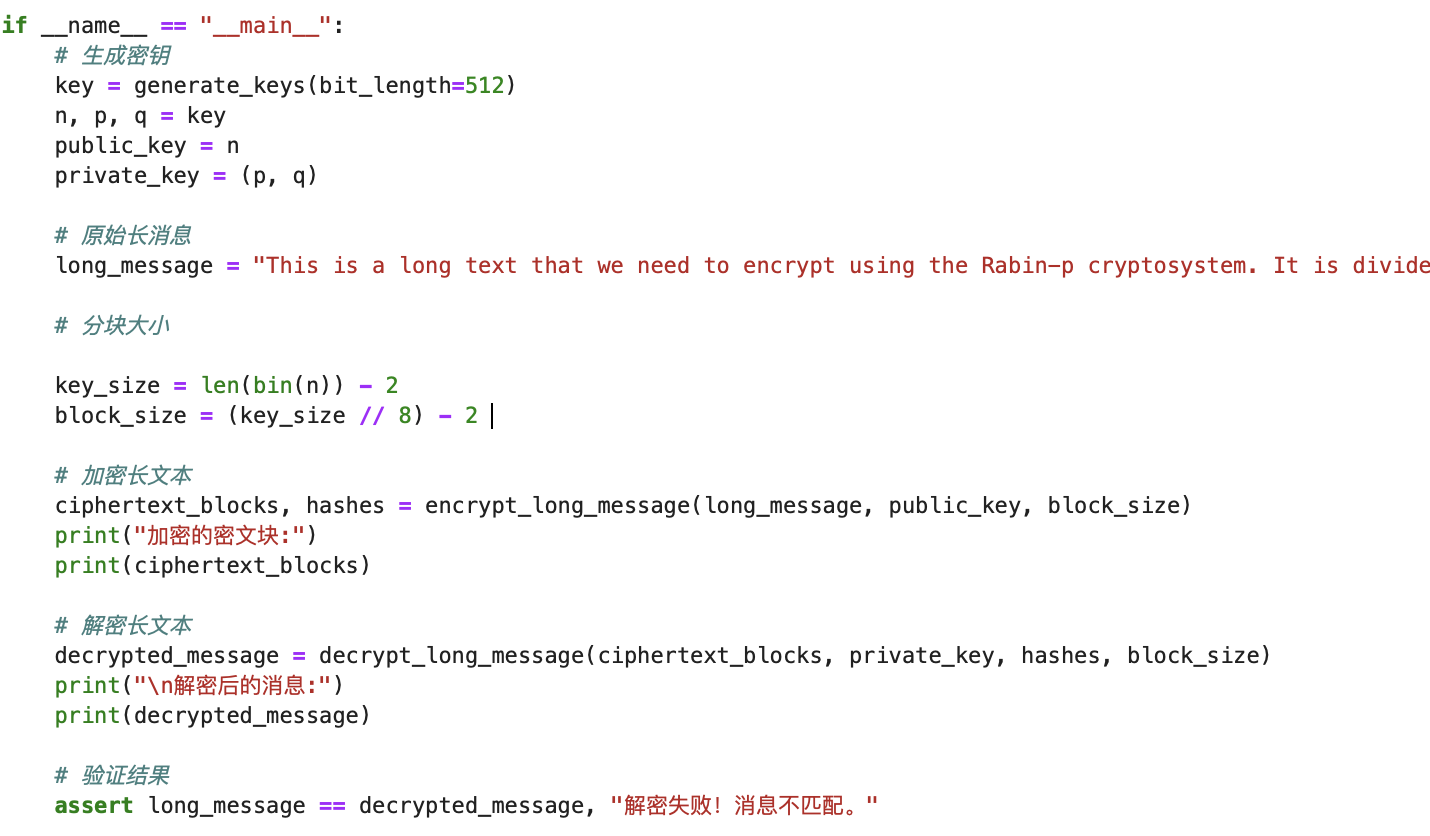 if __name__ == "__main__":
    # 生成密钥
    key = generate_keys(bit_length=512)
    n, p, q = key
    public_key = n
    private_key = (p, q)
    # 原始长消息
    long_message = "This is a long text that we need to encrypt using the Rabin-p cryptosystem. It is divide
    # 分块大小
    key_size = len(bin(n)) - 2
    block_size = (key_size // 8) - 2
    # 加密长文本
    ciphertext_blocks, hashes = encrypt_long_message(long_message, public_key, block_size)
    print("加密的密文块:")
    print(ciphertext_blocks)
    # 解密长文本
    decrypted_message = decrypt_long_message(ciphertext_blocks, private_key, hashes, block_size)
    print("\n解密后的消息:")
    print(decrypted_message)
    # 验证结果
    assert long_message == decrypted_message, "解密失败！消息不匹配。"